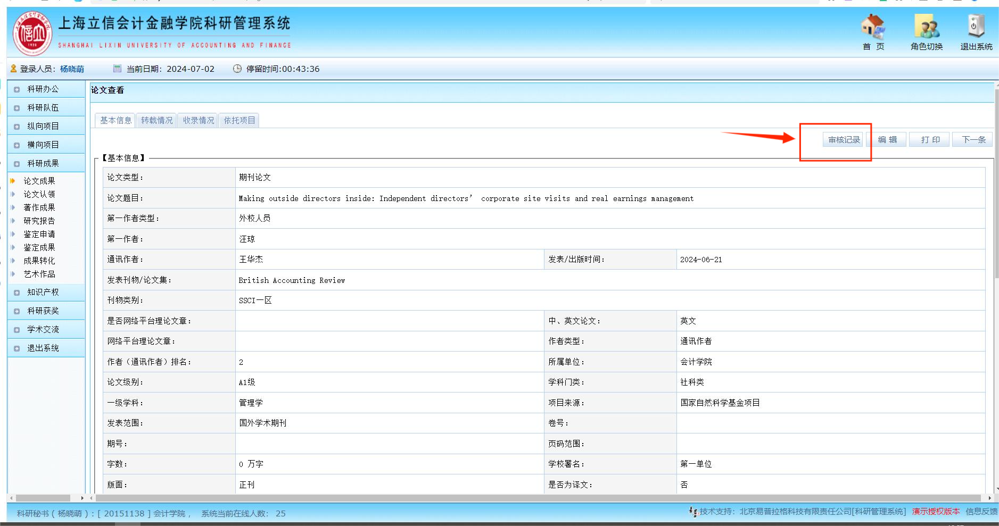 上海立信会计金融学院科研管理系统
SHANGHAI LIXIN UNIVERSITY OF ACCOUNTING AND FINANCE
首 页
角色切换
退出系统
登录人员： 杨晓萌
当前日期： 2024-07-02
停留时间:00:43:36
科研办公
科研队伍
纵向项目
横向项目
科研成果
论文成果
论文认领
著作成果
研究报告
鉴定申请
鉴定成果
成果转化
艺术作品
知识产权
科研获奖
学术交流
退出系统
论文查看
基本信息 转载情况 收录情况 依托项目
审核记录 编 辑 打 印 下一条
【基本信息】
论文类型： 期刊论文
论文题目： Making outside directors inside: Independent directors’ corporate site visits and real earnings management
第一作者类型： 外校人员
第一作者： 汪琼
通讯作者： 王华杰 发表/出版时间： 2024-06-21
发表刊物/论文集： British Accounting Review
刊物类别： SSCI一区
是否网络平台理论文章： 中、英文论文： 英文
网络平台理论文章： 作者类型： 通讯作者
作者（通讯作者）排名： 2 所属单位： 会计学院
论文级别： A1级 学科门类： 社科类
一级学科： 管理学 项目来源： 国家自然科学基金项目
发表范围： 国外学术期刊 卷号：
期号： 页码范围：
字数： 0 万字 学校署名： 第一单位
版面： 正刊 是否为译文： 否
科研秘书 ( 杨晓萌 ) : [ 20151138 ] 会计学院 ， 系统当前在线人数： 25
技术支持：北京易普拉格科技有限责任公司[科研管理系统] 演示授权版本 信息反馈